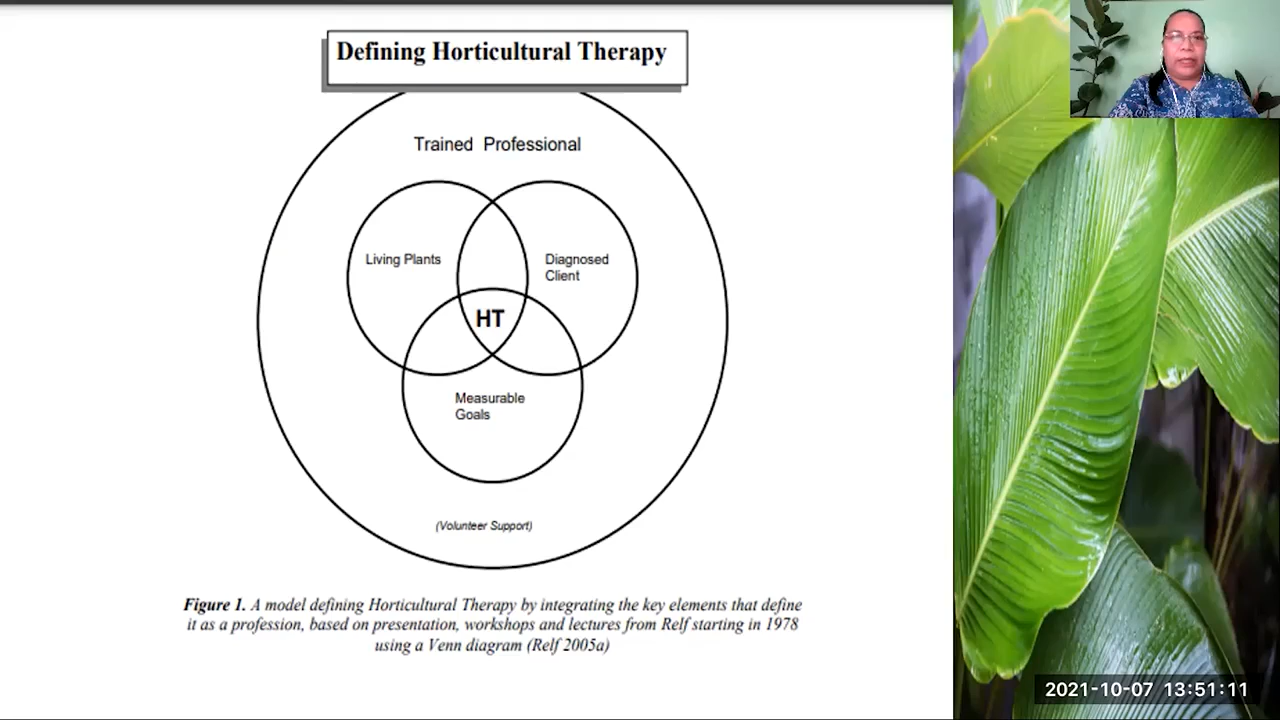 Defining Horticultural Therapy
Trained Professional
Living Plants
Diagnosed
Client
HT
Measurable
Goals
(Volunteer Support)
Figure 1. A model defining Horticultural Therapy by integrating the key elements that define
it as a profession, based on presentation, workshops and lectures from Relf starting in 1978
using a Venn diagram (Relf 2005a)
2021-10-07 13:51:11